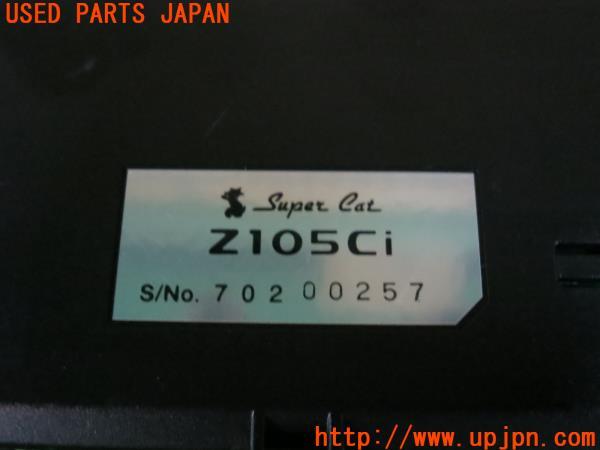 USED PARTS JAPAN
Super Cat
Z105Ci
S/No. 70200257
http://www.upjpn.com